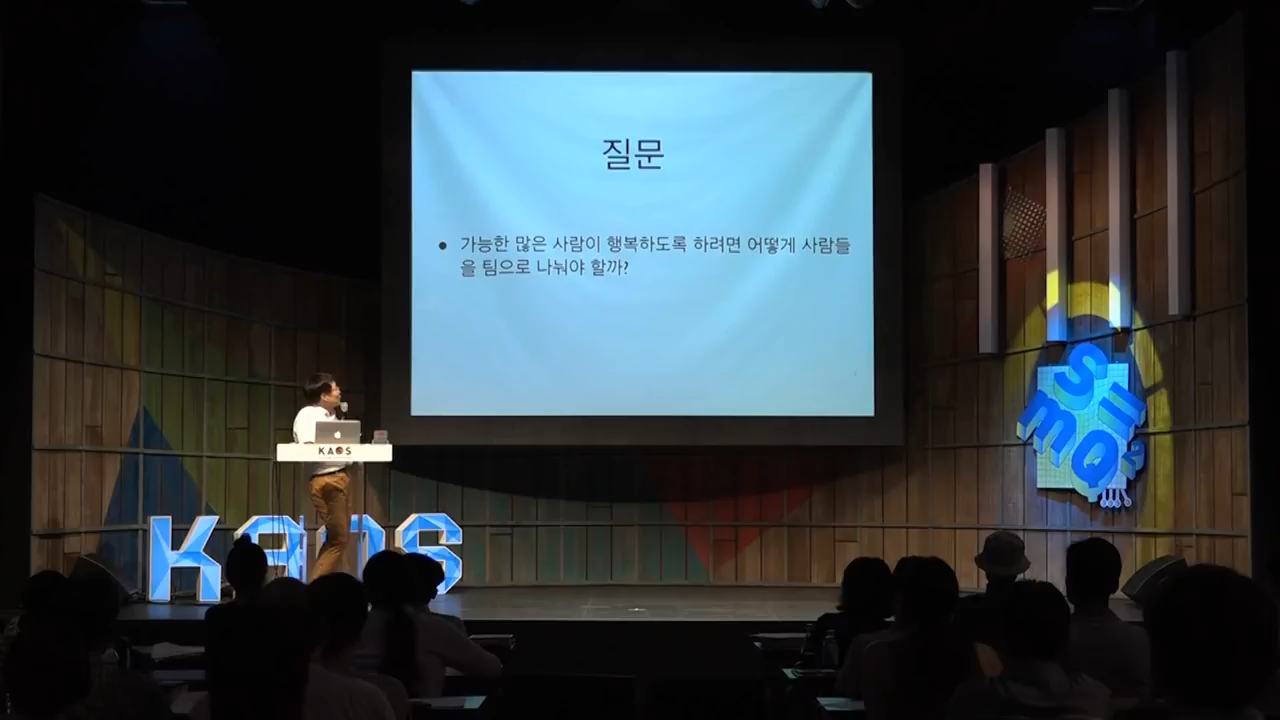 질문
• 가능한 많은 사람이 행복하도록 하려면 어떻게 사람들
을 팀으로 나눠야 할까?
KAOS
KAOS